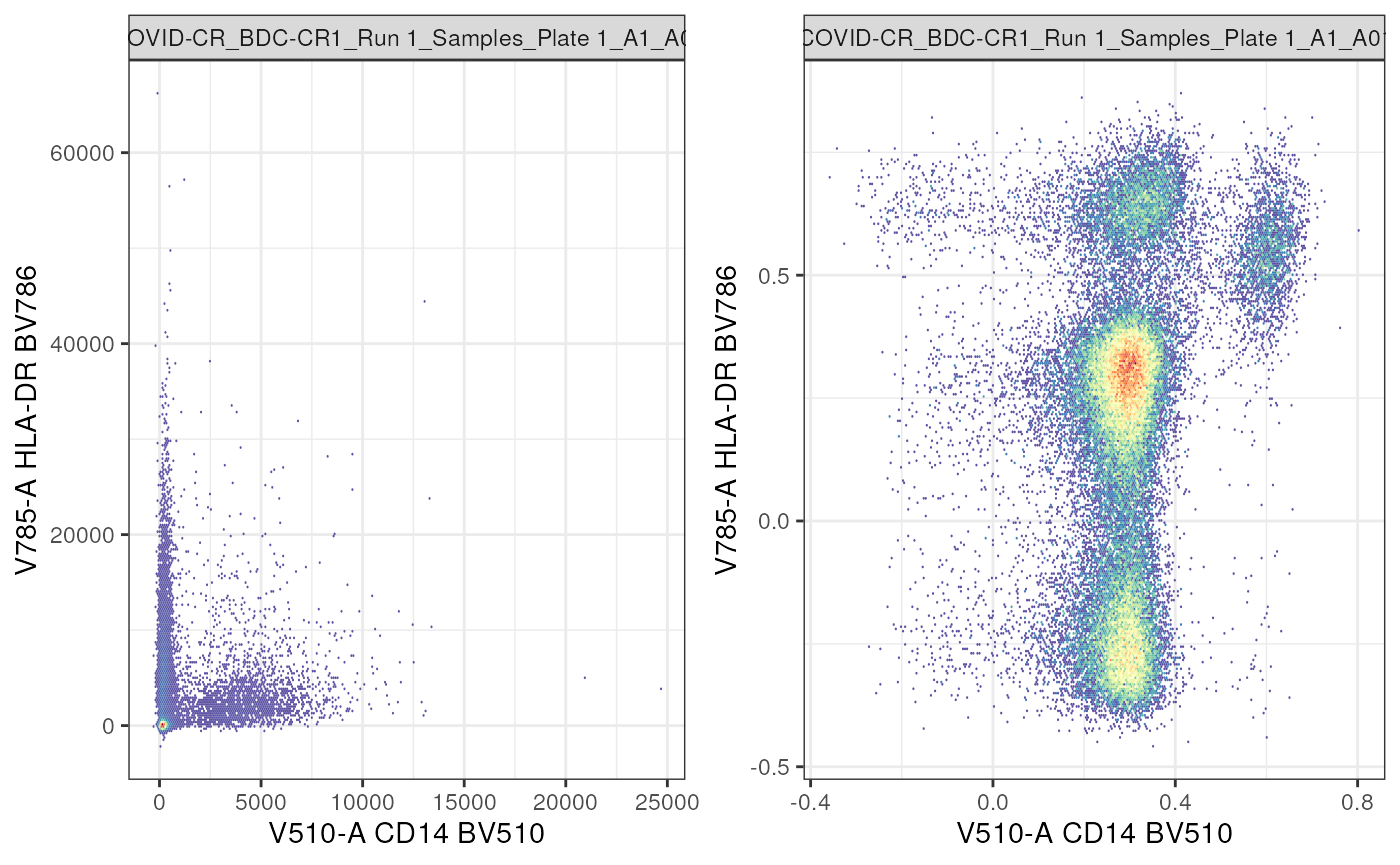 OVID-CR_BDC-CR1_Run 1_Samples_Plate 1_A1_A0
COVID-CR_BDC-CR1_Run 1_Samples_Plate 1_A1_A01
V785-A HLA-DR BV786
60000
40000
20000
0
0 5000 10000 15000 20000 25000
V510-A CD14 BV510
V785-A HLA-DR BV786
0.5
0.0
-0.5
-0.4 0.0 0.4 0.8
V510-A CD14 BV510